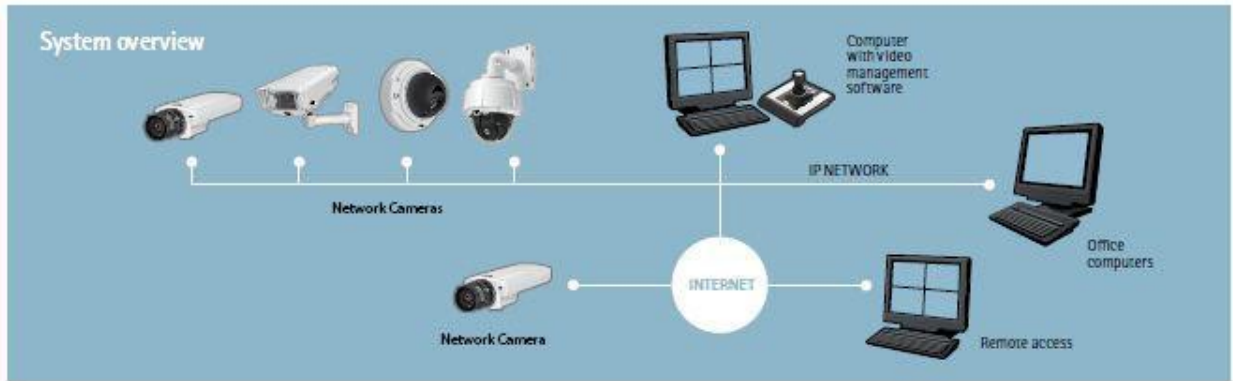 System overview
Computer
with video
management
software
IP NETWORK
Network Cameras
Office
computers
INTERNET
Network Camera
Remote access